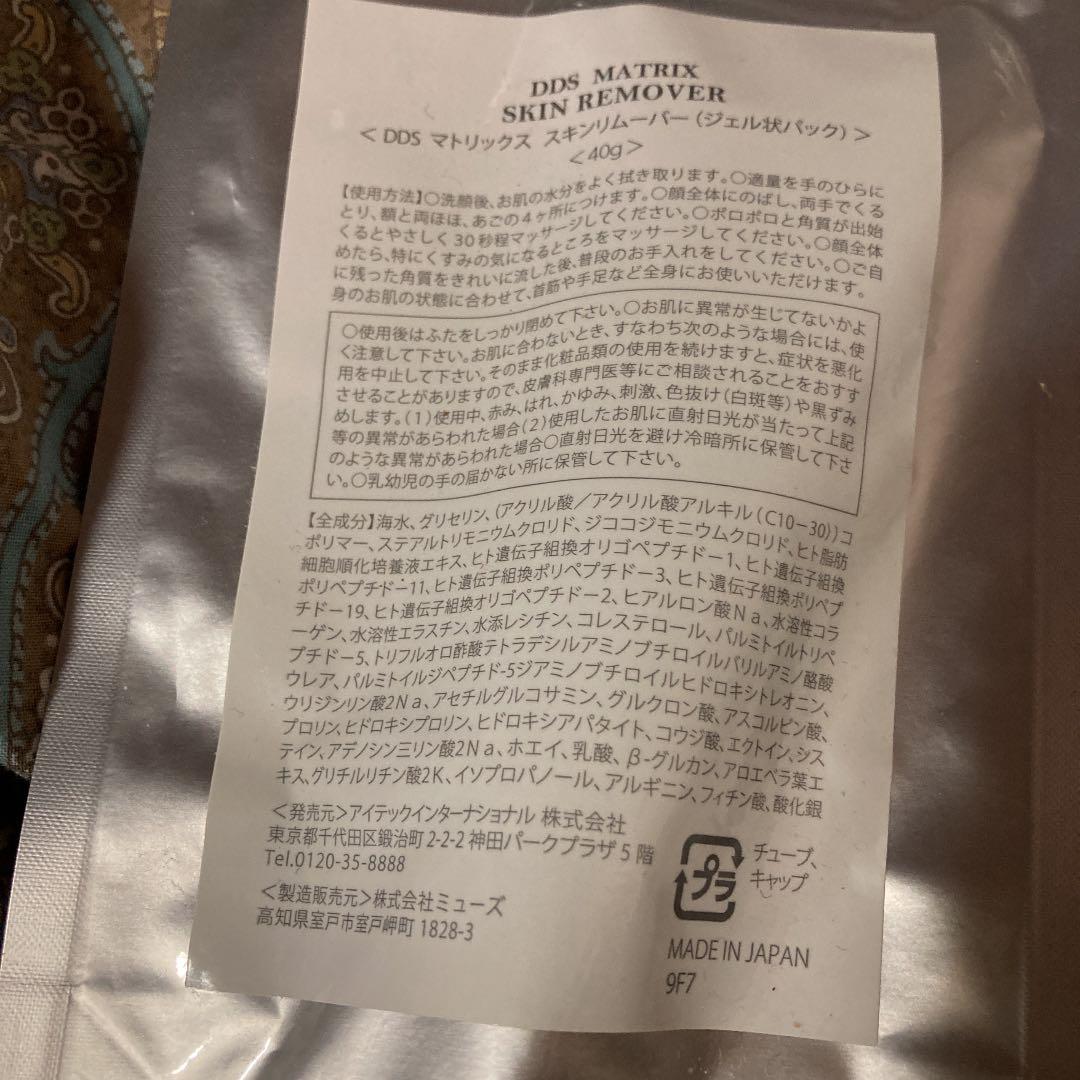 DDS MATRIX
SKIN REMOVER
＜DDS マトリックス スキンリムーバー（ジェル状パック）＞
＜40g＞
【使用方法】○洗顔後、お肌の水分をよく拭き取ります。○適量を手のひらに
とり、額と両ほほ、あごの4ヶ所につけます。○顔全体にのばし、両手でくる
くるとやさしく30秒程マッサージしてください。○ポロポロと角質が出始
めたら、特にくすみの気になるところをマッサージしてください。○顔全体
に残った角質をきれいに流した後、普段のお手入れをしてください。○ご自
身のお肌の状態に合わせて、首筋や手足など全身にお使いいただけます。
○使用後はふたをしっかり閉めて下さい。○お肌に異常が生じてないかよ
く注意して下さい。お肌に合わないとき、すなわち次のような場合には、使
用を中止して下さい。そのまま化粧品類の使用を続けますと、症状を悪化
させることがありますので、皮膚科専門医等にご相談されることをおすす
めします。（1）使用中、赤み、はれ、かゆみ、刺激、色抜け（白斑等）や黒ずみ
等の異常があらわれた場合（2）使用したお肌に直射日光が当たって上記
のような異常があらわれた場合○直射日光を避け冷暗所に保管して下さ
い。○乳幼児の手の届かない所に保管して下さい。
【全成分】海水、グリセリン、（アクリル酸／アクリル酸アルキル（C10−30））コ
ポリマー、ステアルトリモニウムクロリド、ジココジモニウムクロリド、ヒト脂肪
細胞順化培養液エキス、ヒト遺伝子組換オリゴペプチドー1、ヒト遺伝子組換
ポリペプチドー11、ヒト遺伝子組換ポリペプチドー3、ヒト遺伝子組換ポリペプ
チドー19、ヒト遺伝子組換オリゴペプチドー2、ヒアルロン酸Na、水溶性コラ
ーゲン、水溶性エラスチン、水添レシチン、コレステロール、パルミトイルトリペ
プチドー5、トリフルオロ酢酸テトラデシルアミノブチロイルバリルアミノ酪酸
ウレア、パルミトイルジペプチド-5ジアミノブチロイルヒドロキシトレオニン、
ウリジンリン酸2Na、アセチルグルコサミン、グルクロン酸、アスコルビン酸、
プロリン、ヒドロキシプロリン、ヒドロキシアパタイト、コウジ酸、エクトイン、シス
テイン、アデノシン三リン酸2Na、ホエイ、乳酸、β-グルカン、アロエベラ葉エ
キス、グリチルリチン酸2K、イソプロパノール、アルギニン、フィチン酸、酸化銀
＜発売元＞アイテックインターナショナル 株式会社
東京都千代田区鍛冶町 2-2-2 神田パークプラザ 5 階
Tel.0120-35-8888
＜製造販売元＞株式会社ミューズ
高知県室戸市室戸岬町 1828-3
プラ
チューブ、
キャップ
MADE IN JAPAN
9F7